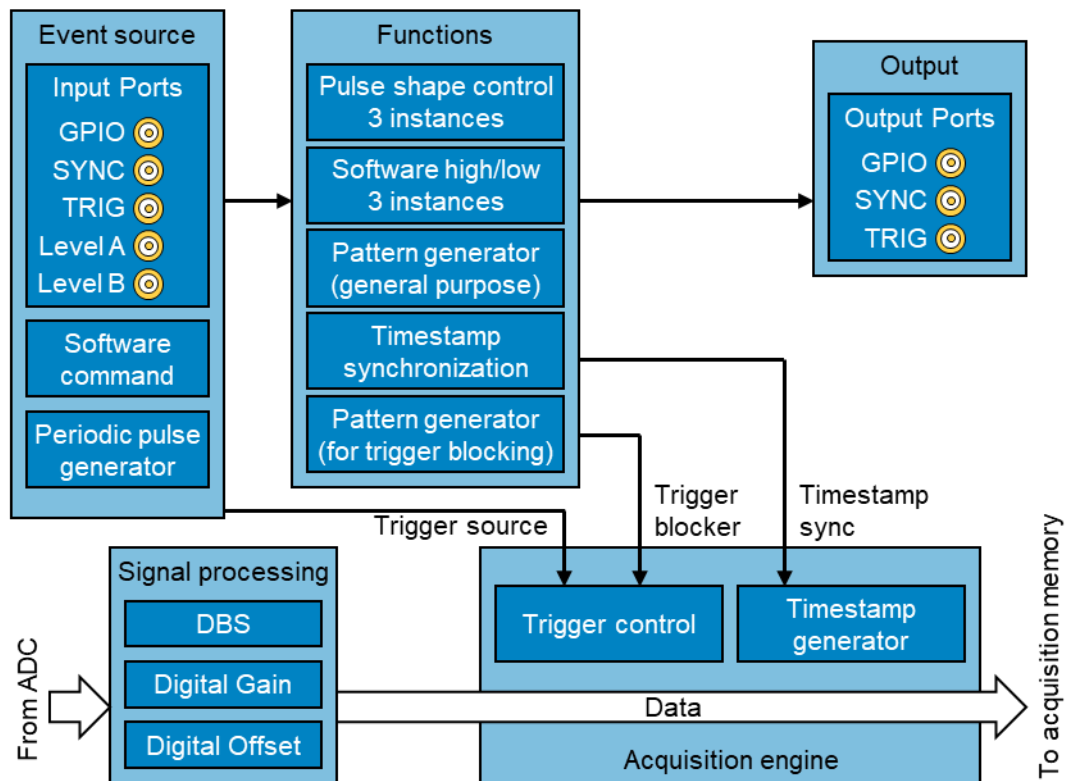 Event source
Input Ports
GPIO
SYNC
TRIG
Level A
Level B
Software
command
Periodic pulse
generator
Functions
Pulse shape control
3 instances
Software high/low
3 instances
Pattern generator
(general purpose)
Timestamp
synchronization
Pattern generator
(for trigger blocking)
Output
Output Ports
GPIO
SYNC
TRIG
Trigger source
Trigger
blocker
Timestamp
sync
From ADC
Signal processing
DBS
Digital Gain
Digital Offset
Trigger control
Timestamp
generator
Data
Acquisition engine
To acquisition memory